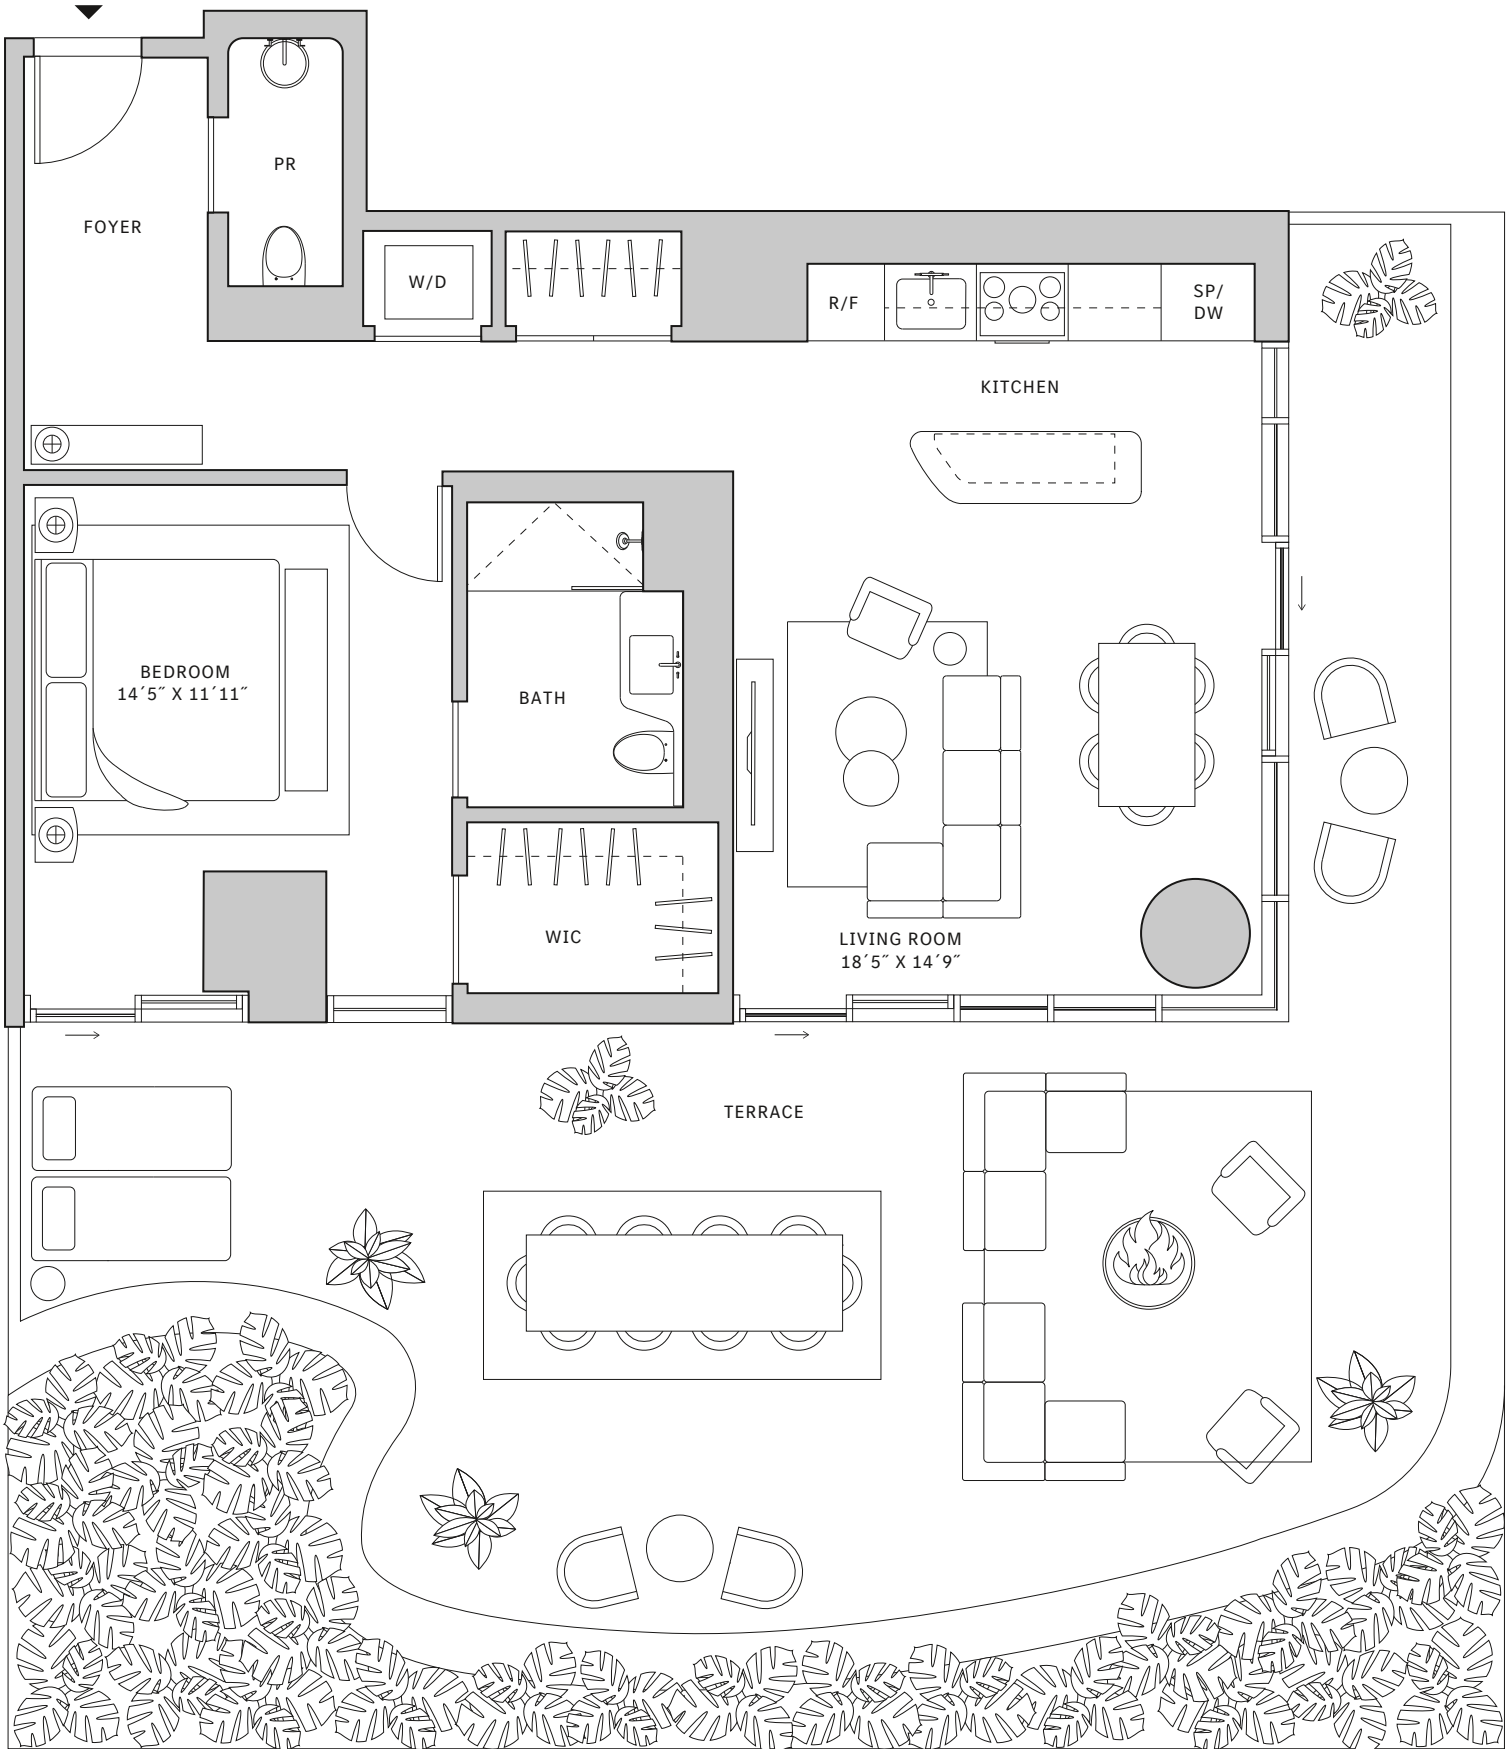 PR
FOYER
W/D
R/F
SP/
DW
KITCHEN
BEDROOM
14´5˝ X 11´11˝
BATH
WIC
LIVING ROOM
18´5˝ X 14´9˝
TERRACE